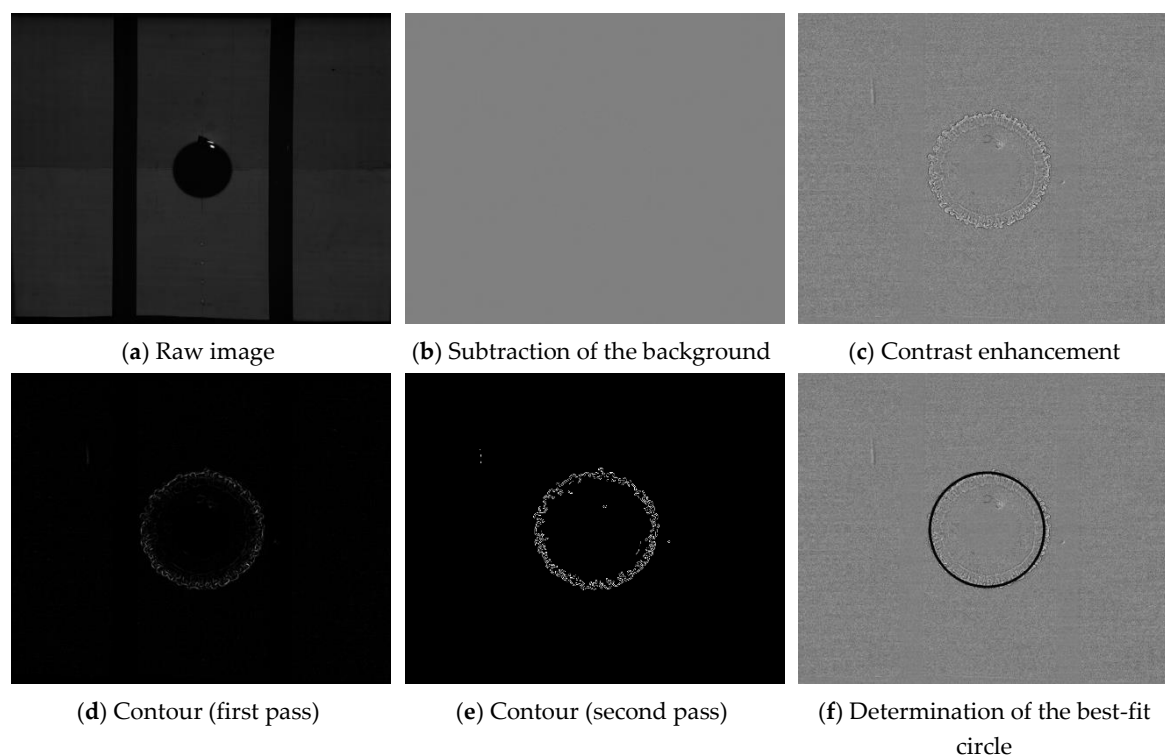 (a) Raw image
(b) Subtraction of the background
(c) Contrast enhancement
(d) Contour (first pass)
(e) Contour (second pass)
(f) Determination of the best-fit
circle